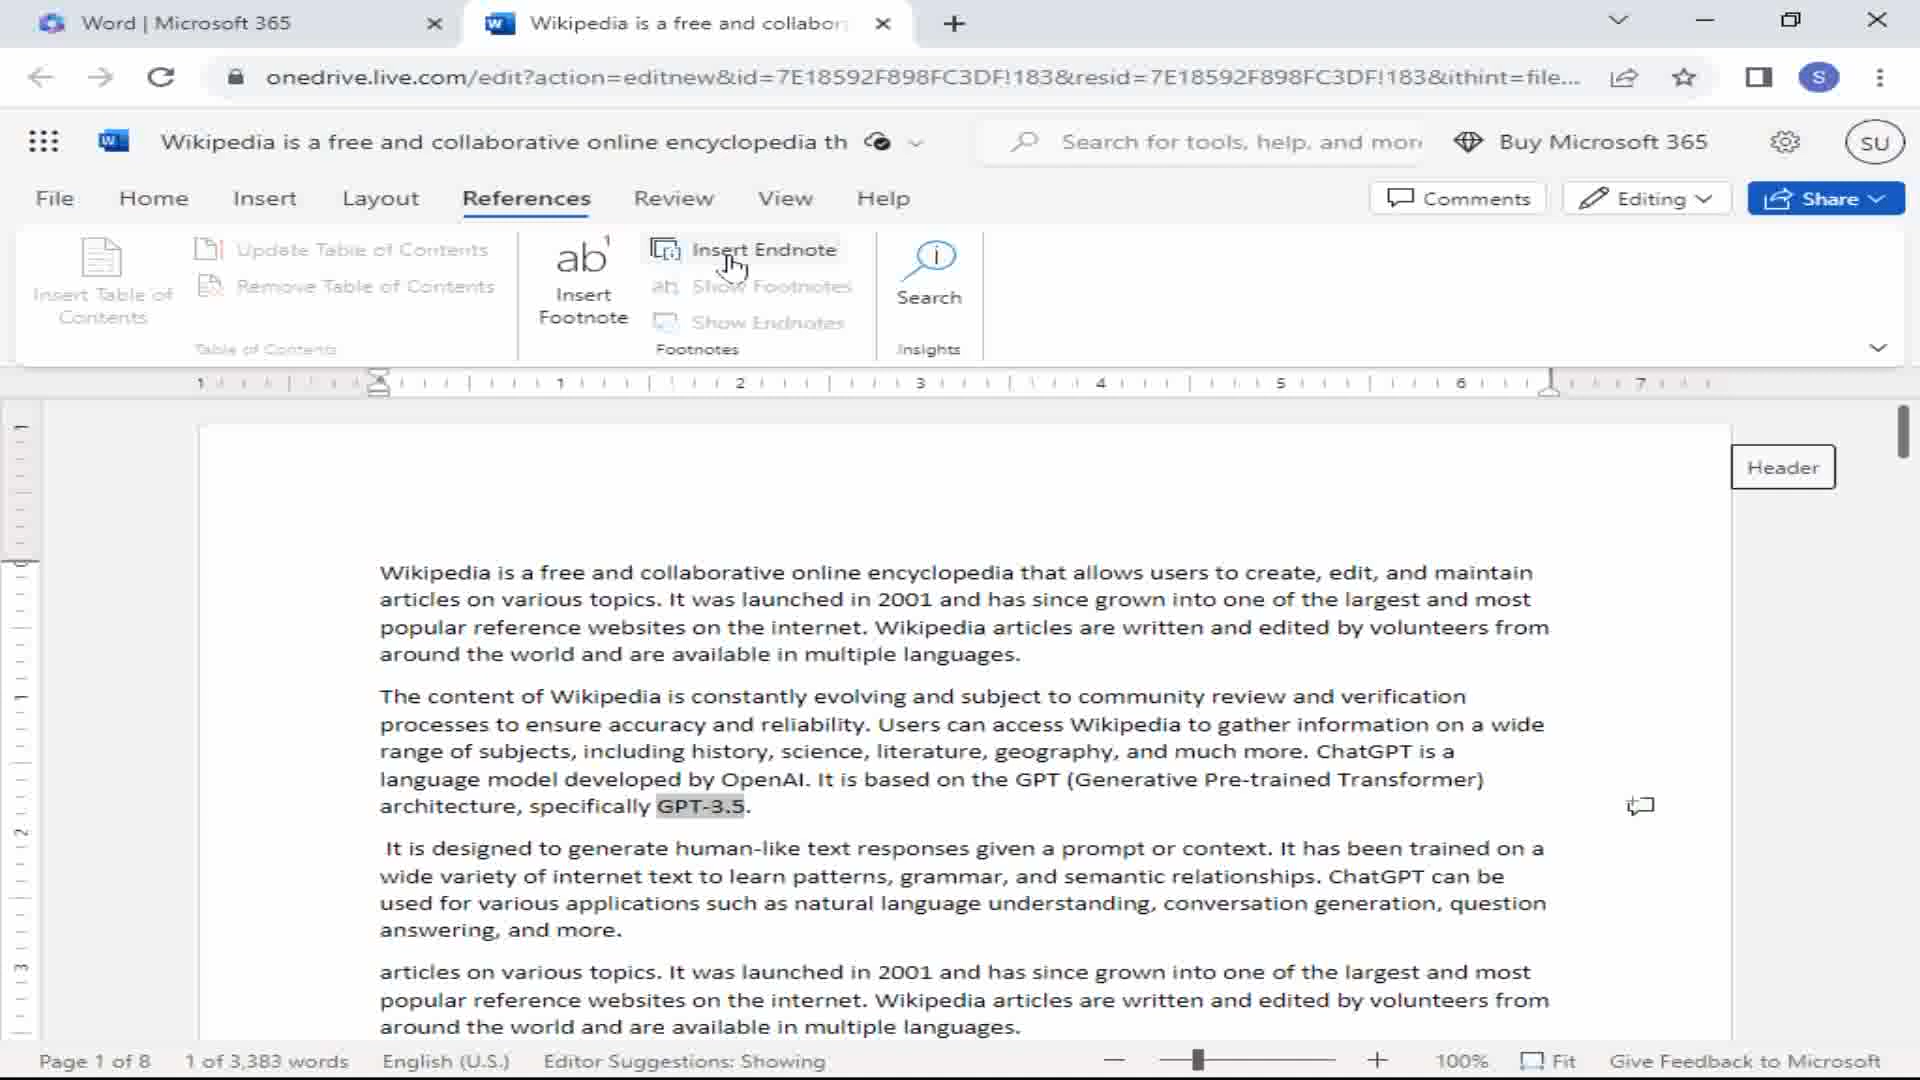 Word | Microsoft 365
Wikipedia is a free and collabor
onedrive.live.com/edit?action=editnew&id=7E18592F898FC3DF!183&resid=7E18592F898FC3DF!183&ithint=file...
S
Wikipedia is a free and collaborative online encyclopedia th
Search for tools, help, and mor
Buy Microsoft 365
SU
File Home Insert Layout References Review View Help
Comments Editing Share
Insert Table of Contents
Update Table of Contents
Remove Table of Contents
Table of Contents
ab1
Insert Footnote
Insert Endnote
ab Show Footnotes
Show Endnotes
Footnotes
Search
Insights
1 1 2 3 4 5 6 7
Header
Wikipedia is a free and collaborative online encyclopedia that allows users to create, edit, and maintain
articles on various topics. It was launched in 2001 and has since grown into one of the largest and most
popular reference websites on the internet. Wikipedia articles are written and edited by volunteers from
around the world and are available in multiple languages.
The content of Wikipedia is constantly evolving and subject to community review and verification
processes to ensure accuracy and reliability. Users can access Wikipedia to gather information on a wide
range of subjects, including history, science, literature, geography, and much more. ChatGPT is a
language model developed by OpenAI. It is based on the GPT (Generative Pre-trained Transformer)
architecture, specifically GPT-3.5.
It is designed to generate human-like text responses given a prompt or context. It has been trained on a
wide variety of internet text to learn patterns, grammar, and semantic relationships. ChatGPT can be
used for various applications such as natural language understanding, conversation generation, question
answering, and more.
articles on various topics. It was launched in 2001 and has since grown into one of the largest and most
popular reference websites on the internet. Wikipedia articles are written and edited by volunteers from
around the world and are available in multiple languages.
1
0
1
2
3
Page 1 of 8 1 of 3,383 words English (U.S.) Editor Suggestions: Showing
100% Fit Give Feedback to Microsoft